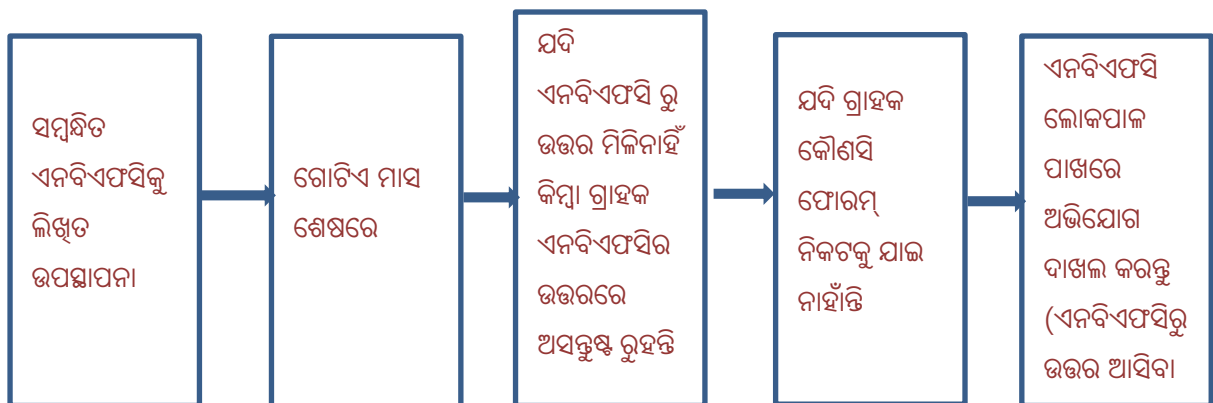 ସମ୍ବନ୍ଧିତ
ଏନବିଏଫସିକୁ
ଲିଖିତ
ଉପସ୍ଥାପନା
ଗୋଟିଏ ମାସ
ଶେଷରେ
ଯଦି
ଏନବିଏଫସି ରୁ
ଉତ୍ତର ମିଳିନାହିଁ
କିମ୍ବା ଗ୍ରାହକ
ଏନବିଏଫସିର
ଉତ୍ତରରେ
ଅସନ୍ତୁଷ୍ଟ ରୁହନ୍ତି
ଯଦି ଗ୍ରାହକ
କୌଣସି
ଫୋରମ୍
ନିକଟକୁ ଯାଇ
ନାହାଁନ୍ତି
ଏନବିଏଫସି
ଲୋକପାଳ
ପାଖରେ
ଅଭିଯୋଗ
ଦାଖଲ କରନ୍ତୁ
(ଏନବିଏଫସିରୁ
ଉତ୍ତର ଆସିବା